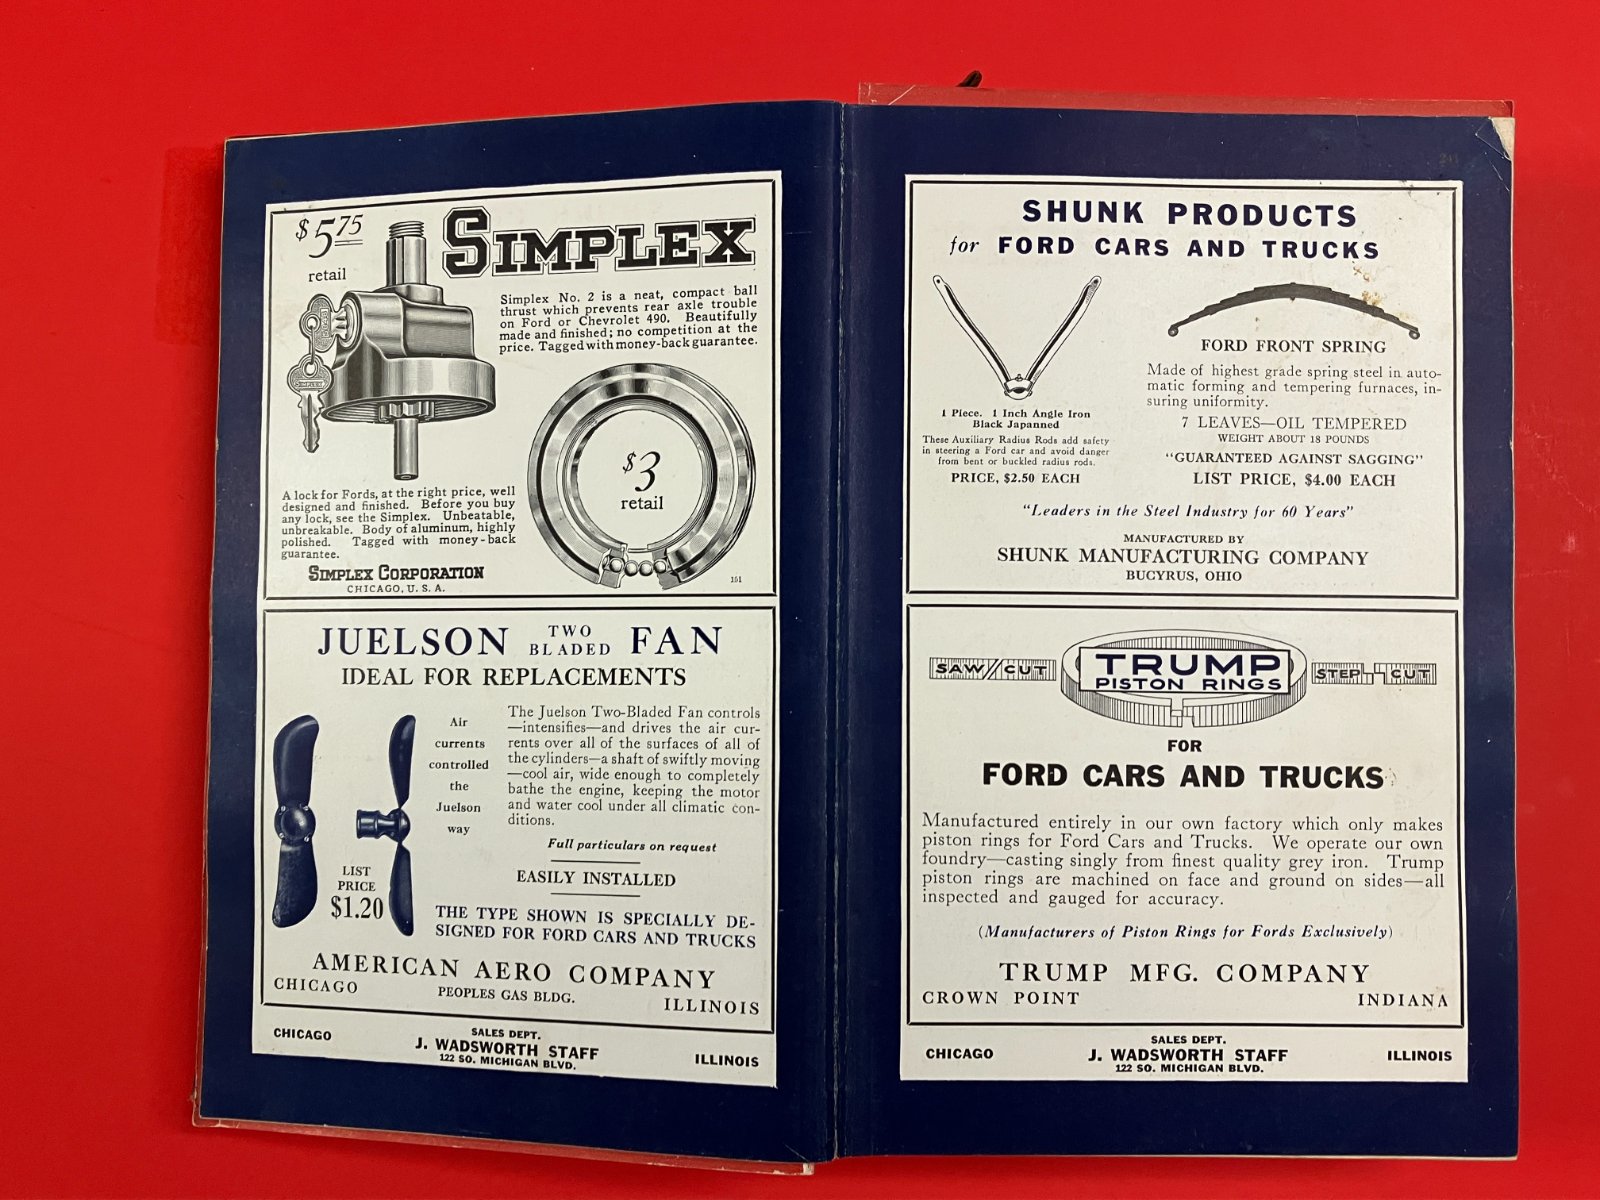 $5.75
retail
SIMPLEX
Simplex No. 2 is a neat, compact ball
thrust which prevents rear axle trouble
on Ford or Chevrolet 490. Beautifully
made and finished; no competition at the
price. Tagged with money-back guarantee.
SIMPLEX
$3
retail
A lock for Fords, at the right price, well
designed and finished. Before you buy
any lock, see the Simplex. Unbeatable,
unbreakable. Body of aluminum, highly
polished. Tagged with money-back
guarantee.
SIMPLEX CORPORATION
CHICAGO, U. S. A.
151
JUELSON TWO BLADED FAN
IDEAL FOR REPLACEMENTS
Air
currents
controlled
the
Juelson
way
The Juelson Two-Bladed Fan controls
—intensifies—and drives the air cur-
rents over all of the surfaces of all of
the cylinders—a shaft of swiftly moving
—cool air, wide enough to completely
bathe the engine, keeping the motor
and water cool under all climatic con-
ditions.
Full particulars on request
EASILY INSTALLED
LIST
PRICE
$1.20
THE TYPE SHOWN IS SPECIALLY DE-
SIGNED FOR FORD CARS AND TRUCKS
AMERICAN AERO COMPANY
CHICAGO PEOPLES GAS BLDG. ILLINOIS
SALES DEPT.
CHICAGO J. WADSWORTH STAFF ILLINOIS
122 SO. MICHIGAN BLVD.
SHUNK PRODUCTS
for FORD CARS AND TRUCKS
1 Piece. 1 Inch Angle Iron
Black Japanned
These Auxiliary Radius Rods add safety
in steering a Ford car and avoid danger
from bent or buckled radius rods.
PRICE, $2.50 EACH
FORD FRONT SPRING
Made of highest grade spring steel in auto-
matic forming and tempering furnaces, in-
suring uniformity.
7 LEAVES—OIL TEMPERED
WEIGHT ABOUT 18 POUNDS
"GUARANTEED AGAINST SAGGING"
LIST PRICE, $4.00 EACH
"Leaders in the Steel Industry for 60 Years"
MANUFACTURED BY
SHUNK MANUFACTURING COMPANY
BUCYRUS, OHIO
SAW CUT
TRUMP
PISTON RINGS
STEP CUT
FOR
FORD CARS AND TRUCKS
Manufactured entirely in our own factory which only makes
piston rings for Ford Cars and Trucks. We operate our own
foundry—casting singly from finest quality grey iron. Trump
piston rings are machined on face and ground on sides—all
inspected and gauged for accuracy.
(Manufacturers of Piston Rings for Fords Exclusively)
TRUMP MFG. COMPANY
CROWN POINT INDIANA
SALES DEPT.
CHICAGO J. WADSWORTH STAFF ILLINOIS
122 SO. MICHIGAN BLVD.